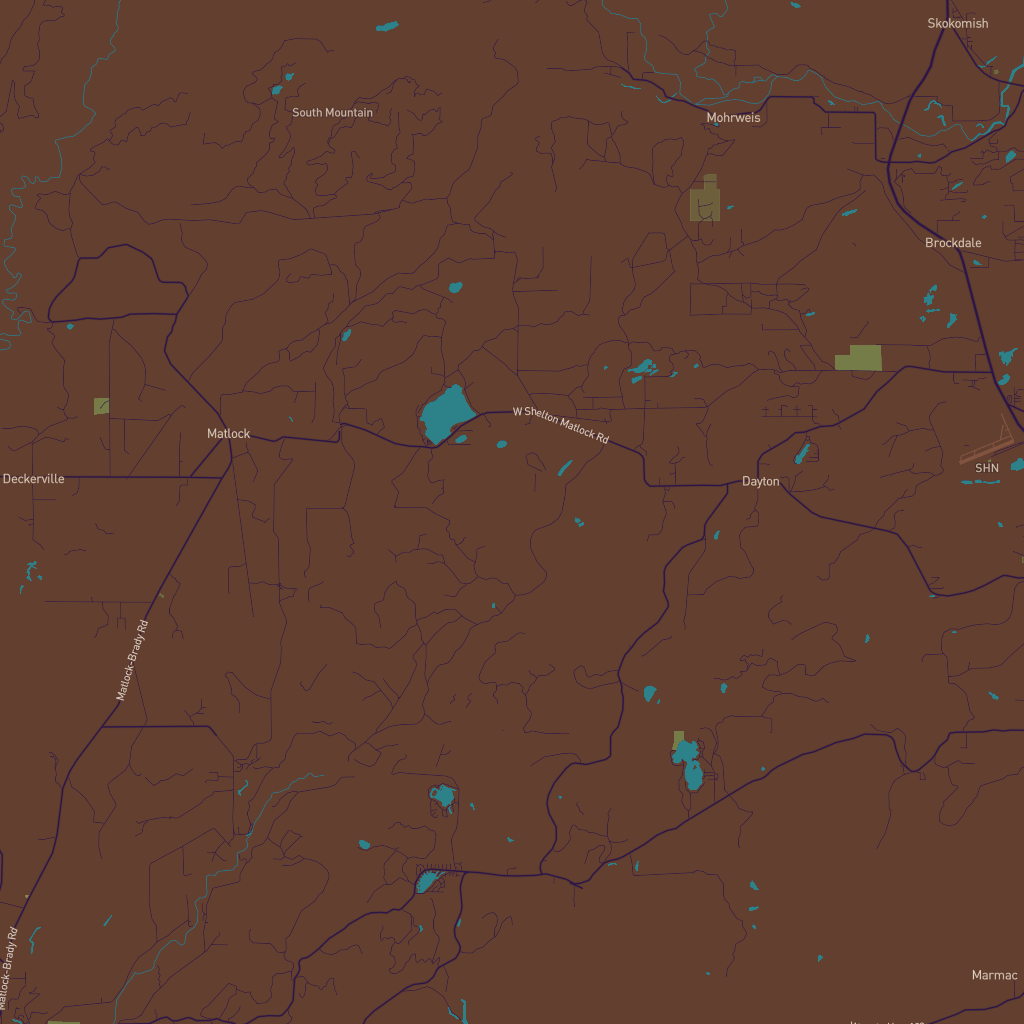 Skokomish
South Mountain
Mohrweis
Brockdale
W Shelton Matlock Rd
Matlock
SHN
Deckerville
Dayton
Matlock-Brady Rd
Matlock-Brady Rd
Marmac